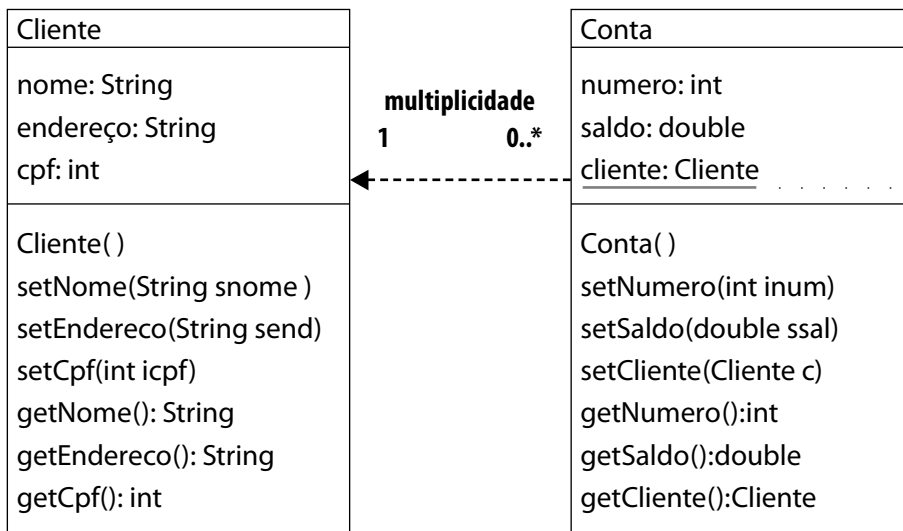 Cliente
nome: String
endereço: String
cpf: int
Cliente( )
setNome(String snome )
setEndereco(String send)
setCpf(int icpf)
getNome(): String
getEndereco(): String
getCpf(): int
multiplicidade
1 0..*
Conta
numero: int
saldo: double
cliente: Cliente
Conta( )
setNumero(int inum)
setSaldo(double ssal)
setCliente(Cliente c)
getNumero():int
getSaldo():double
getCliente():Cliente